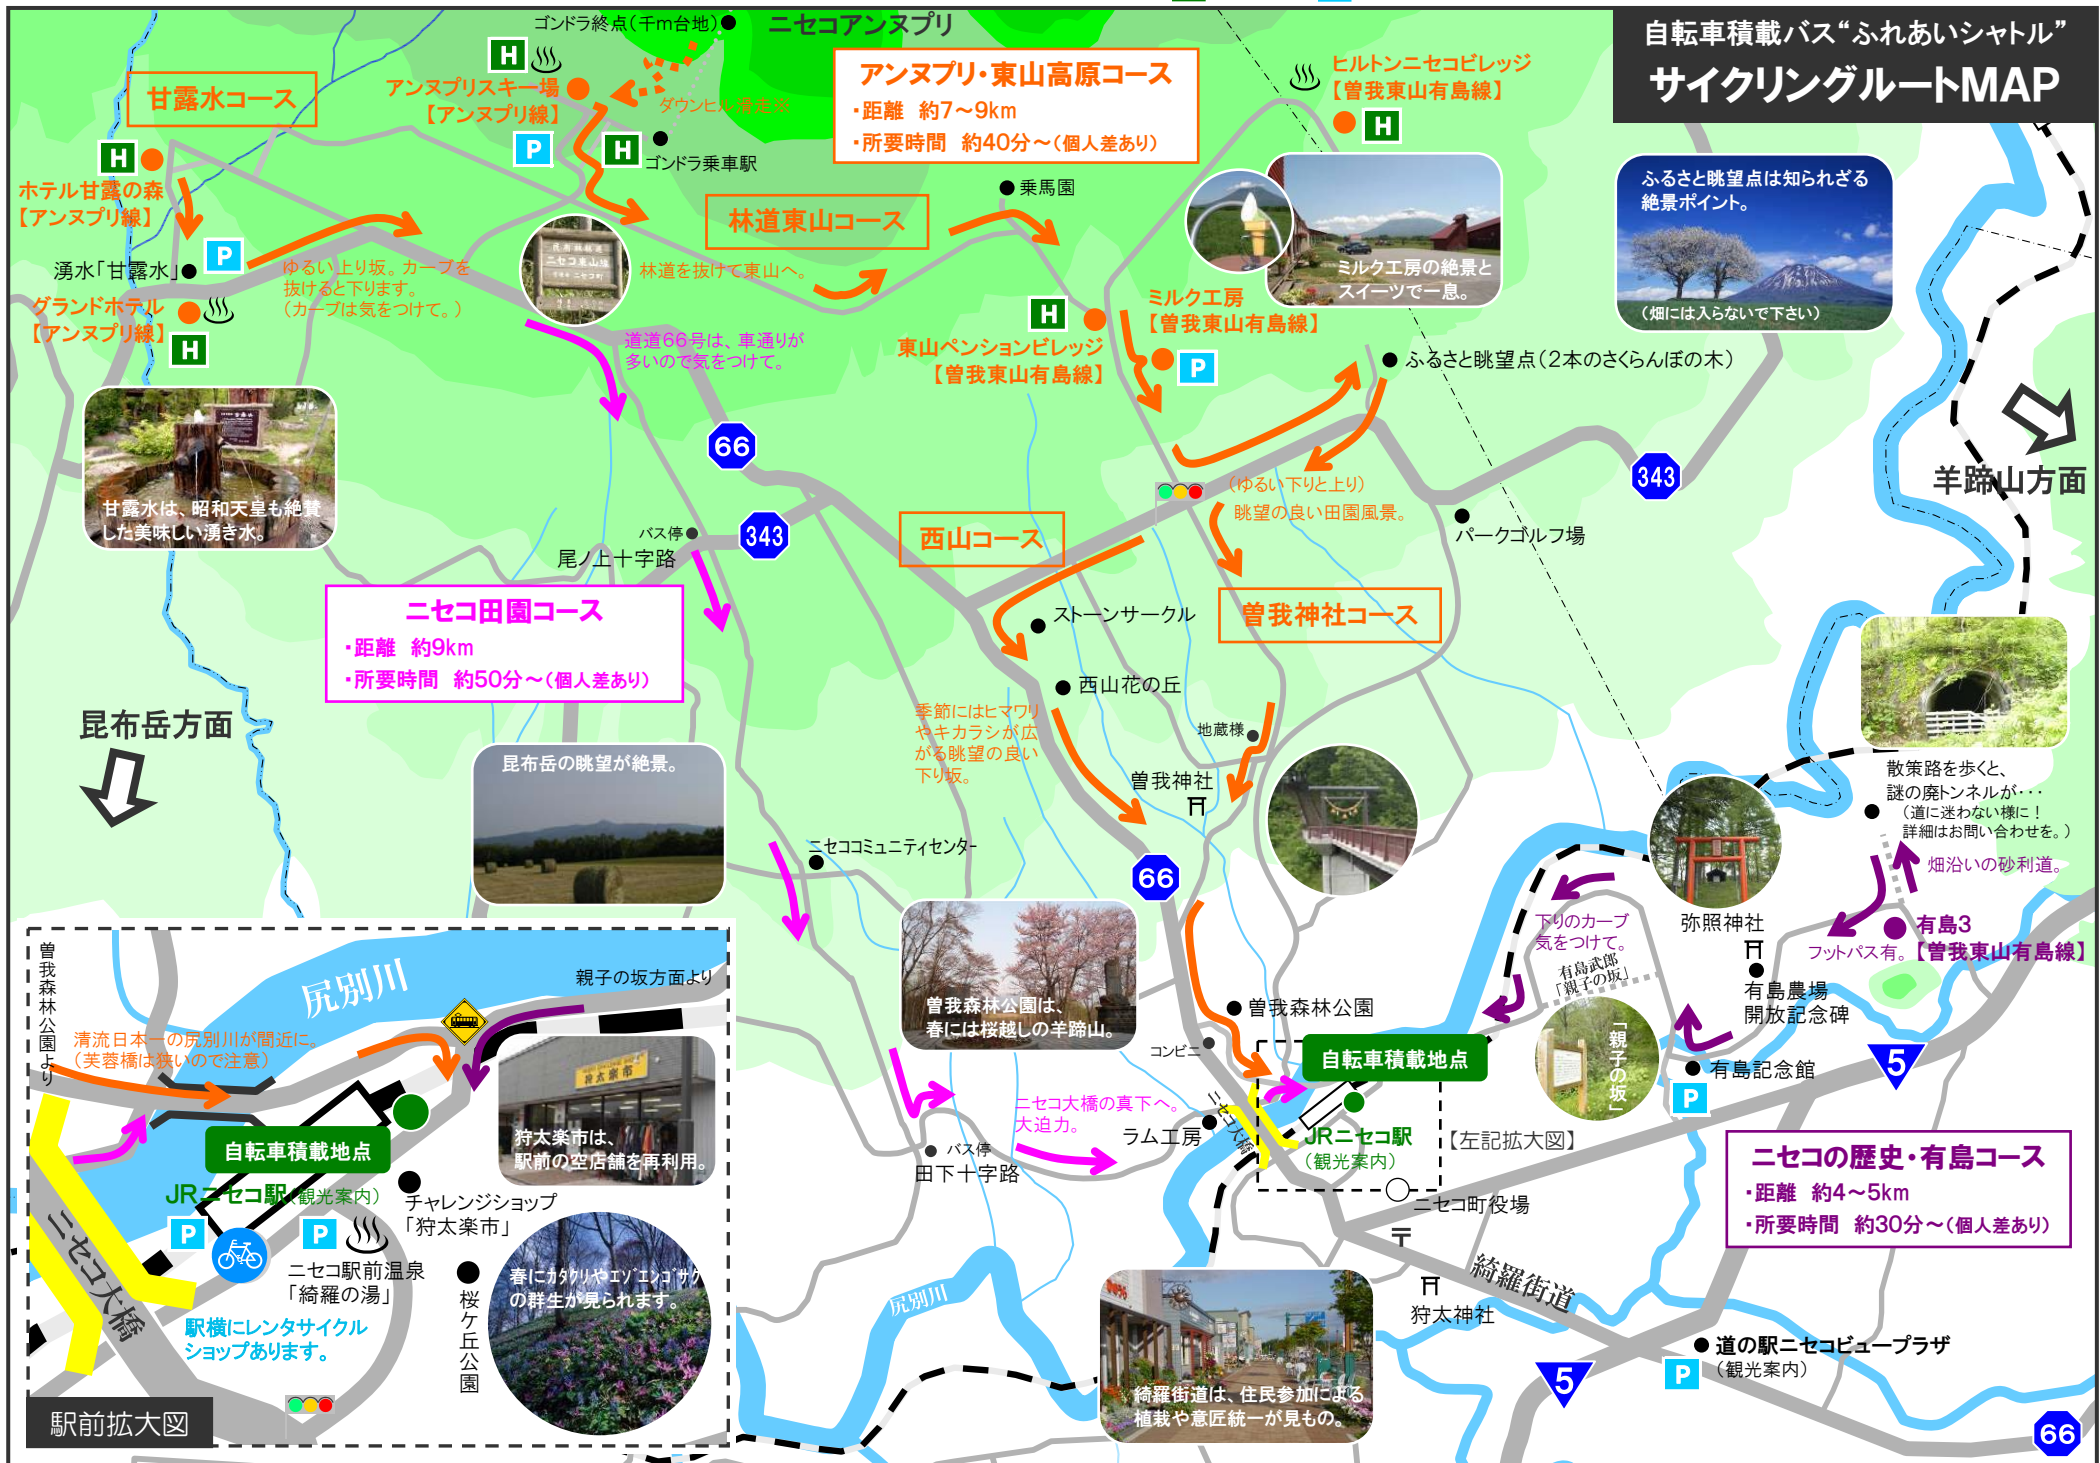 自転車積載バス“ふれあいシャトル”
サイクリングルートMAP
ゴンドラ終点(千m台地)
ニセコアンヌプリ
H
アンヌプリスキー場
【アンヌプリ線】
P
ダウンヒル滑走※
H
ゴンドラ乗車駅
アンヌプリ・東山高原コース
・距離 約7～9km
・所要時間 約40分～(個人差あり)
ヒルトンニセコビレッジ
【曽我東山有島線】
H
甘露水コース
H
ホテル甘露の森
【アンヌプリ線】
湧水「甘露水」
P
グランドホテル
【アンヌプリ線】
H
ゆるい上り坂。カーブを
抜けると下ります。
(カーブは気をつけて。)
林道東山コース
林道を抜けて東山へ。
乗馬園
ミルク工房の絶景と
スイーツで一息。
ふるさと眺望点は知られざる
絶景ポイント。
(畑には入らないで下さい)
H
東山ペンションビレッジ
【曽我東山有島線】
ミルク工房
【曽我東山有島線】
P
ふるさと眺望点(2本のさくらんぼの木)
道道66号は、車通りが
多いので気をつけて。
甘露水は、昭和天皇も絶賛
した美味しい湧き水。
66
343
343
羊蹄山方面
(ゆるい下りと上り)
眺望の良い田園風景。
パークゴルフ場
バス停
尾ノ上十字路
西山コース
ニセコ田園コース
・距離 約9km
・所要時間 約50分～(個人差あり)
ストーンサークル
曽我神社コース
西山花の丘
昆布岳方面
季節にはヒマワリ
やキカラシが広
がる眺望の良い
下り坂。
地蔵様
曽我神社
昆布岳の眺望が絶景。
ニセココミュニティセンター
66
散策路を歩くと、
謎の廃トンネルが・・・
(道に迷わない様に！
詳細はお問い合わせを。)
畑沿いの砂利道。
有島3
【曽我東山有島線】
フットパス有。
弥照神社
有島農場
開放記念碑
下りのカーブ
気をつけて。
有島武郎
「親子の坂」
「親子の坂」
有島記念館
P
5
曽我森林公園は、
春には桜越しの羊蹄山。
曽我森林公園
コンビニ
自転車積載地点
JRニセコ駅
(観光案内)
【左記拡大図】
ニセコ大橋
ニセコ大橋の真下へ。
大迫力。
ラム工房
バス停
田下十字路
ニセコの歴史・有島コース
・距離 約4～5km
・所要時間 約30分～(個人差あり)
ニセコ町役場
〒
狩太神社
綺羅街道
尻別川
綺羅街道は、住民参加による
植栽や意匠統一が見もの。
道の駅ニセコビュープラザ
(観光案内)
P
5
66
曽我森林公園より
尻別川
親子の坂方面より
清流日本一の尻別川が間近に。
(芙蓉橋は狭いので注意)
狩太楽市
狩太楽市は、
駅前の空店舗を再利用。
自転車積載地点
JRニセコ駅(観光案内)
P
P
チャレンジショップ
「狩太楽市」
ニセコ駅前温泉
「綺羅の湯」
桜ケ丘公園
春にカタクリやエゾエンゴサク
の群生が見られます。
駅横にレンタサイクル
ショップあります。
ニセコ大橋
駅前拡大図